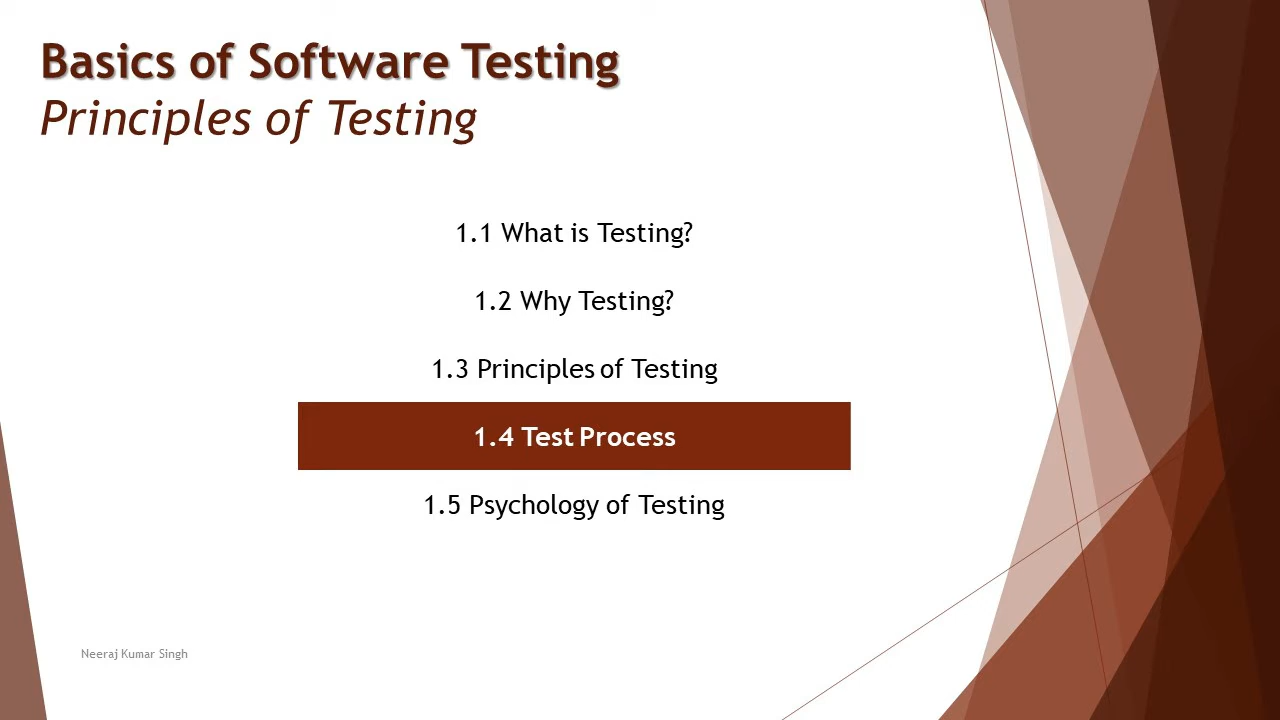 Basics of Software Testing
Principles of Testing
1.1 What is Testing?
1.2 Why Testing?
1.3 Principles of Testing
1.4 Test Process
1.5 Psychology of Testing
Neeraj Kumar Singh